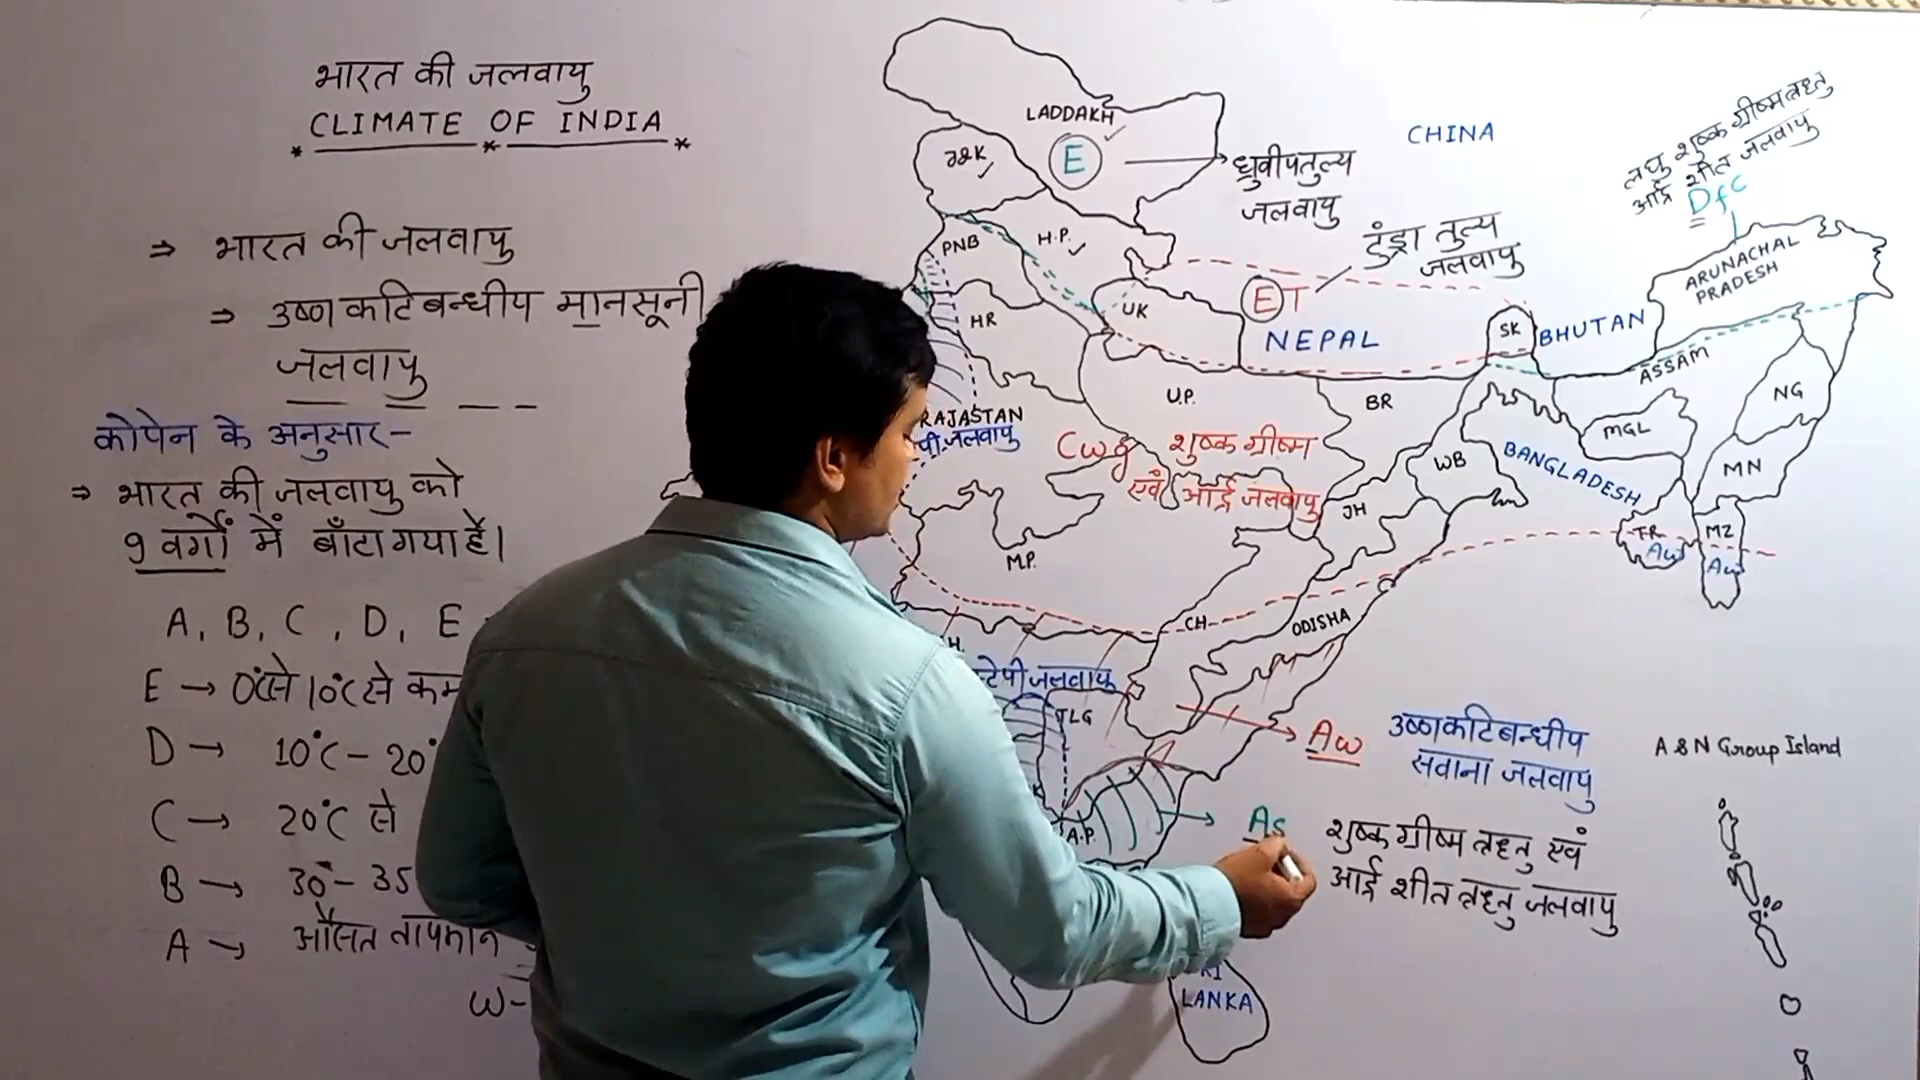 भारत की जलवायु
CLIMATE OF INDIA
⇒ भारत की जलवायु
⇒ उष्ण कटिबन्धीय मानसूनी
जलवायु
कोपेन के अनुसार-
⇒ भारत की जलवायु को
9 वर्गों में बाँटा गया है।
A, B, C, D, E
E → 0°C से 10°C से कम
D → 10°C - 20°
C → 20°C से
B → 30° - 35
A → औसत तापमान
W-
LADDAKH
E
J&K
ध्रुवीय तुल्य
जलवायु
CHINA
लघु शुष्क ग्रीष्म ऋतु
आर्द्र शीत जलवायु
Dfc
PNB
H.P.
टुंड्रा तुल्य
जलवायु
ET
UK
HR
NEPAL
SK
BHUTAN
ARUNACHAL
PRADESH
ASSAM
RAJASTAN
जलवायु
U.P.
BR
MGL
NG
Cwg शुष्क ग्रीष्म
एवं आर्द्र जलवायु
WB
BANGLADESH
MN
JH
M.P.
TR
Aw
MZ
Aw
CH
ODISHA
H.
टेपी जलवायु
TLG
Aw उष्णकटिबन्धीय
सवाना जलवायु
A & N Group Island
K
A.P.
As शुष्क ग्रीष्म ऋतु एवं
आर्द्र शीत ऋतु जलवायु
RI
LANKA